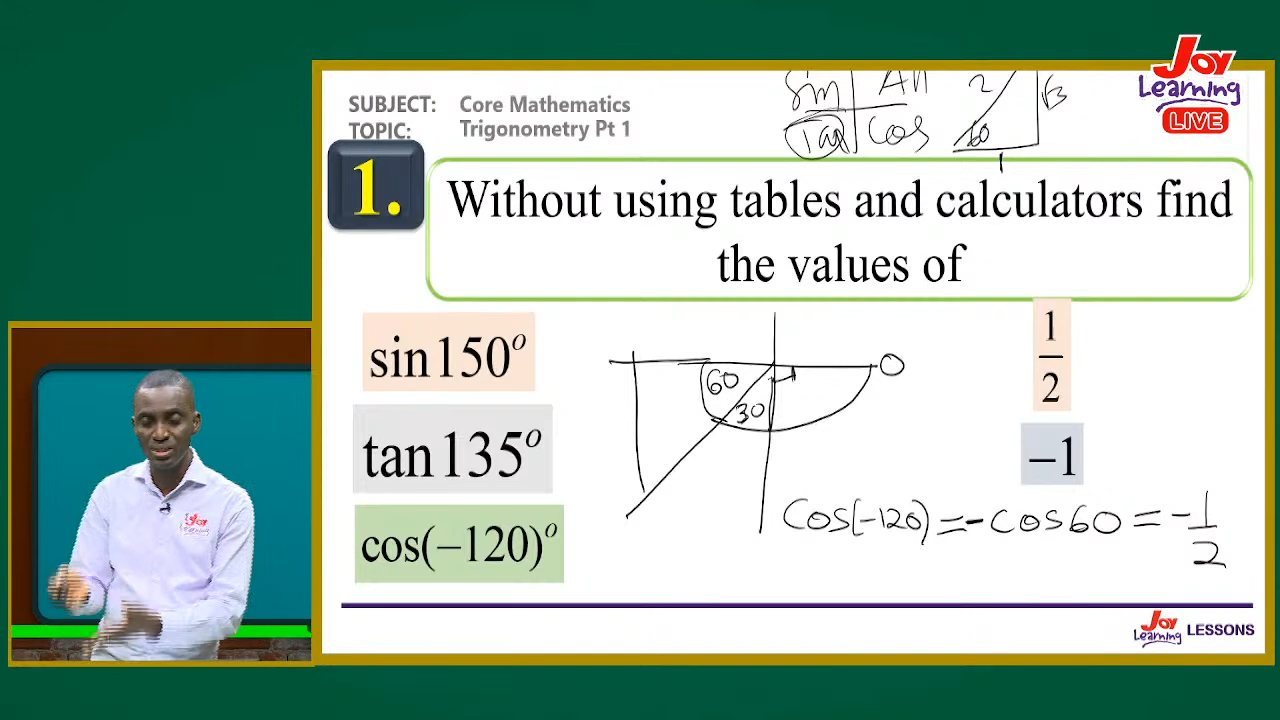 Joy
Learning
LIVE
SUBJECT: Core Mathematics
TOPIC: Trigonometry Pt 1
Sin All
Tan Cos
2 √3
60
1
1.
Without using tables and calculators find
the values of
sin150°
1/2
tan135°
–1
cos(–120)°
0
60
30
Cos(-120) = -Cos60 = -1/2
Joy
Learning LESSONS
Joy
Learning